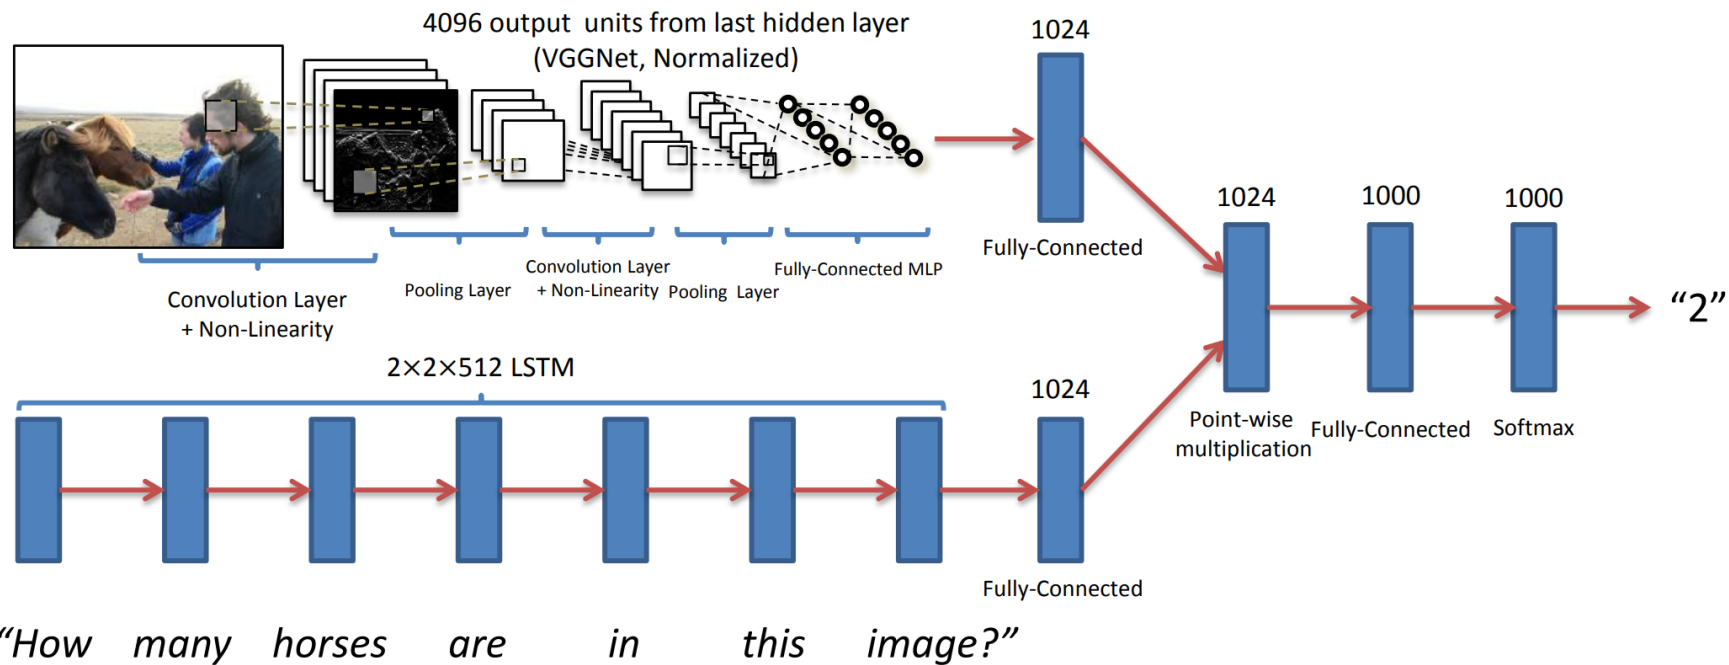 4096 output units from last hidden layer
(VGGNet, Normalized)
1024
Fully-Connected
Convolution Layer
+ Non-Linearity
Pooling Layer
Convolution Layer
+ Non-Linearity
Pooling Layer
Fully-Connected MLP
2×2×512 LSTM
1024
Fully-Connected
1024
Point-wise
multiplication
1000
Fully-Connected
1000
Softmax
“2”
“How many horses are in this image?”